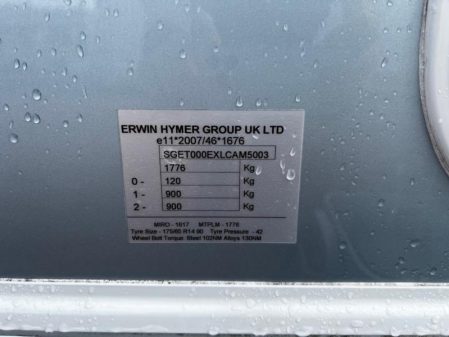 ERWIN HYMER GROUP UK LTD
e11*2007/46*1676
SGET000EXLCAM5003
1776 Kg
0 - 120 Kg
1 - 900 Kg
2 - 900 Kg
MIRO - 1617 MTPLM - 1776
Tyre Size - 175/65 R14 90 Tyre Pressure - 42
Wheel Bolt Torque. Steel 102NM Alloys 130NM